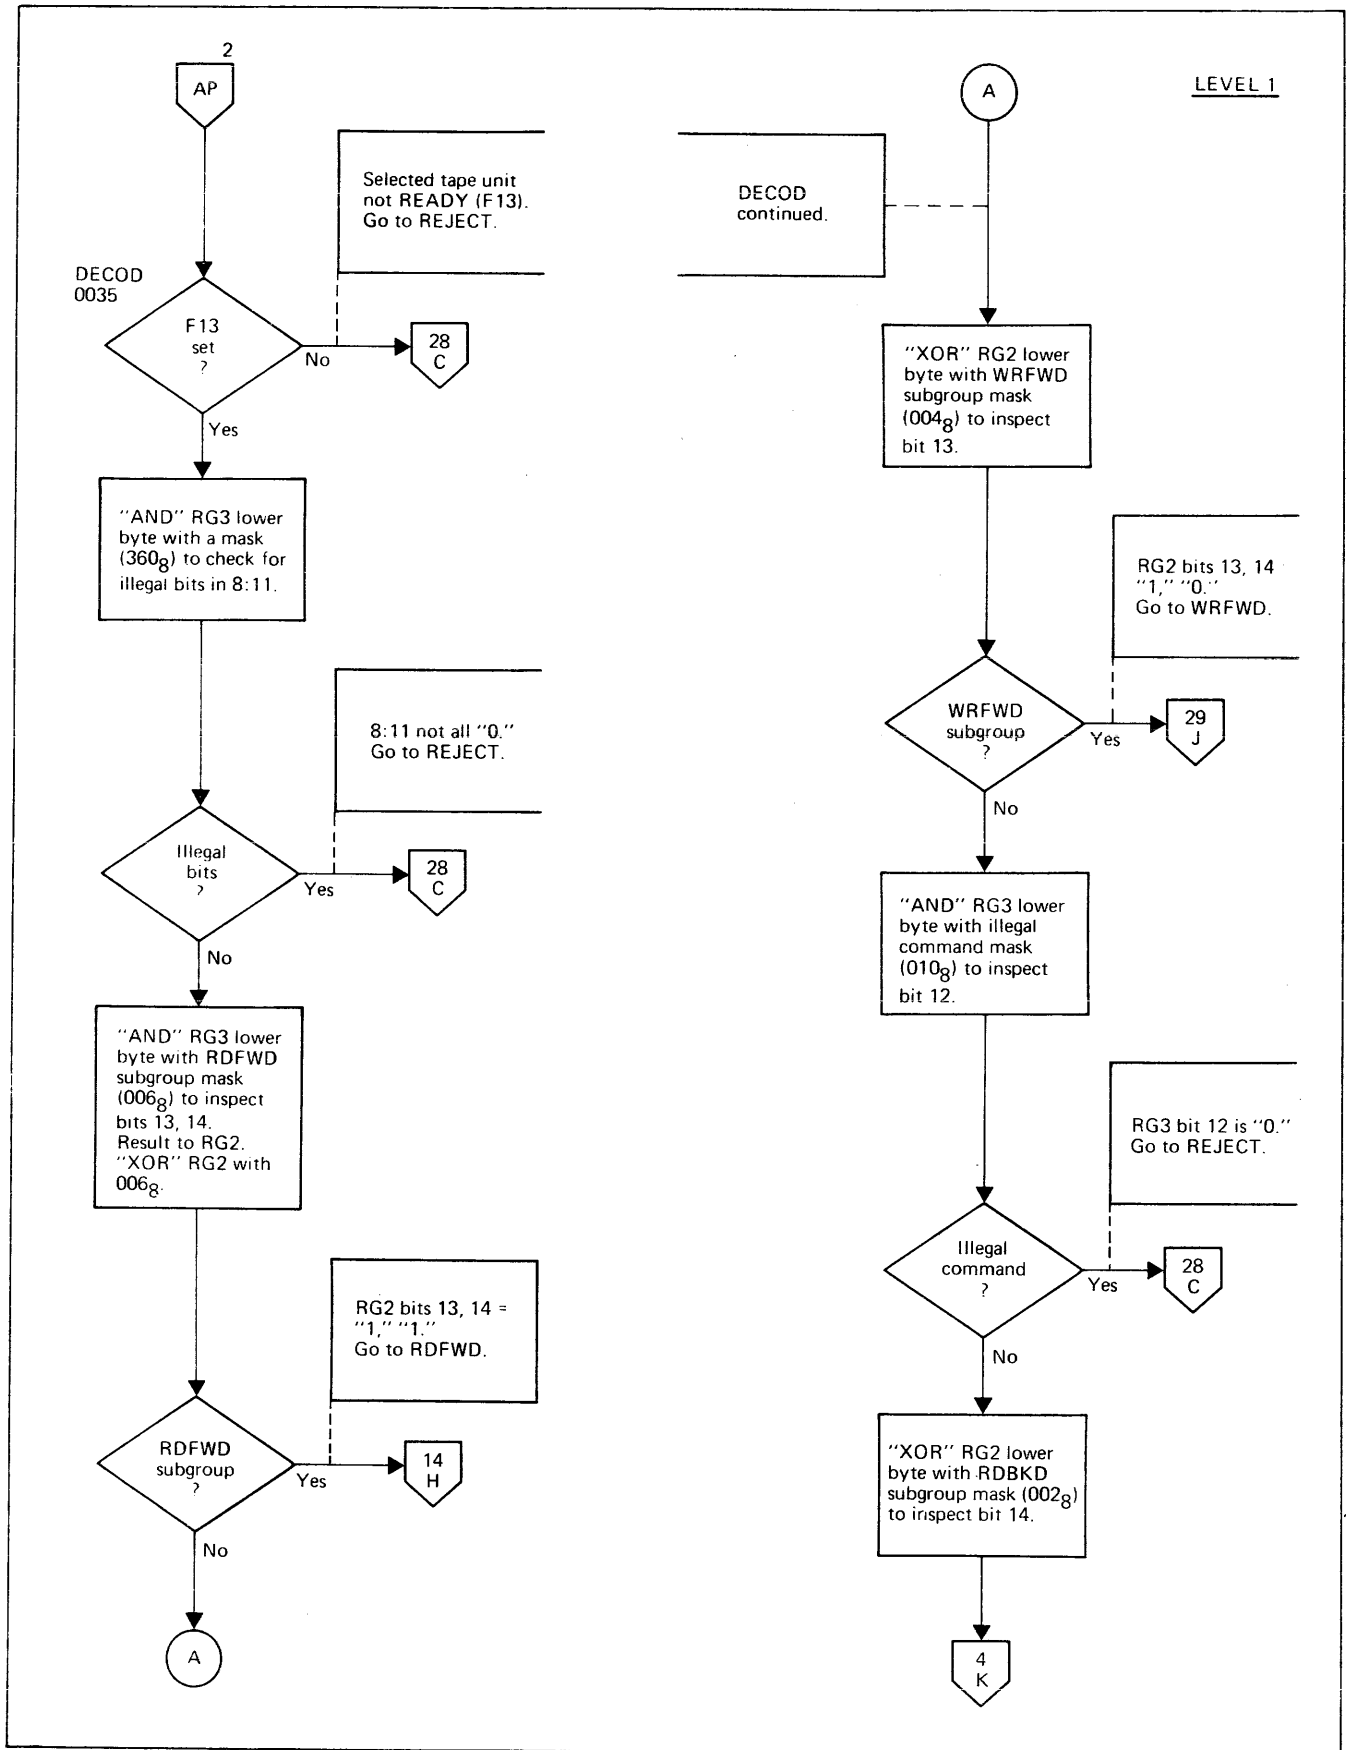 2
AP
DECOD
0035
F13
set
?
No
Yes
Selected tape unit
not READY (F13).
Go to REJECT.
28
C
"AND" RG3 lower
byte with a mask
(360₈) to check for
illegal bits in 8:11.
8:11 not all "0."
Go to REJECT.
Illegal
bits
?
Yes
28
C
No
"AND" RG3 lower
byte with RDFWD
subgroup mask
(006₈) to inspect
bits 13, 14.
Result to RG2.
"XOR" RG2 with
006₈.
RG2 bits 13, 14 =
"1," "1."
Go to RDFWD.
RDFWD
subgroup
?
Yes
14
H
No
A
A
LEVEL 1
DECOD
continued.
"XOR" RG2 lower
byte with WRFWD
subgroup mask
(004₈) to inspect
bit 13.
RG2 bits 13, 14
"1," "0."
Go to WRFWD.
WRFWD
subgroup
?
Yes
29
J
No
"AND" RG3 lower
byte with illegal
command mask
(010₈) to inspect
bit 12.
RG3 bit 12 is "0."
Go to REJECT.
Illegal
command
?
Yes
28
C
No
"XOR" RG2 lower
byte with RDBKD
subgroup mask (002₈)
to inspect bit 14.
4
K